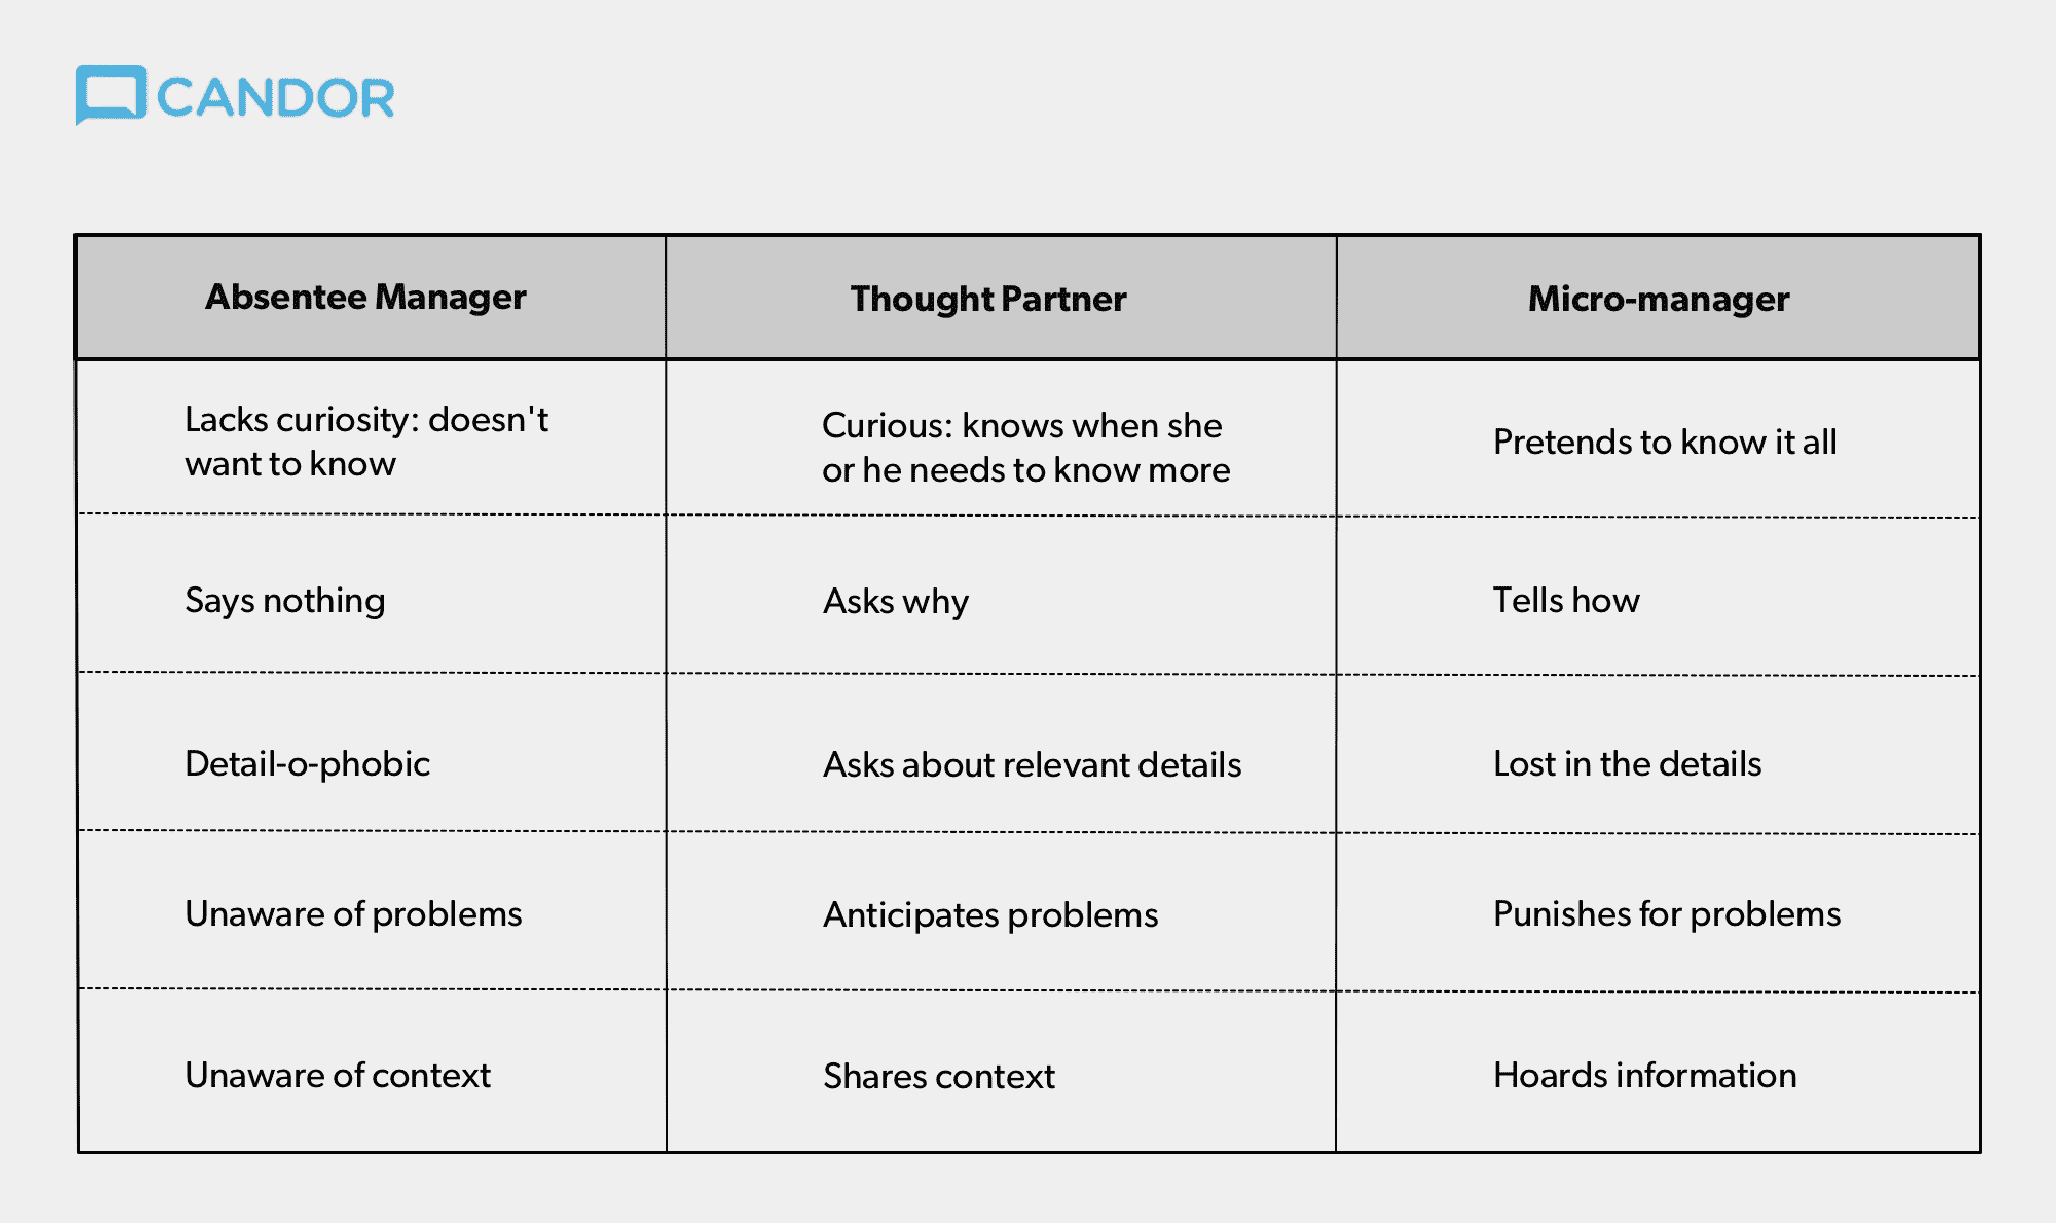 CANDOR
Absentee Manager
Thought Partner
Micro-manager
Lacks curiosity: doesn't
want to know
Curious: knows when she
or he needs to know more
Pretends to know it all
Says nothing
Asks why
Tells how
Detail-o-phobic
Asks about relevant details
Lost in the details
Unaware of problems
Anticipates problems
Punishes for problems
Unaware of context
Shares context
Hoards information